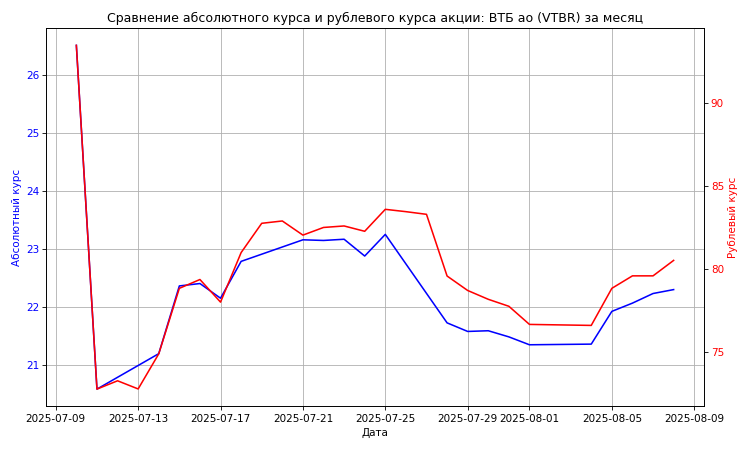 Сравнение абсолютного курса и рублевого курса акции: ВТБ ао (VTBR) за месяц
26
25
24
23
22
21
Абсолютный курс
90
85
80
75
Рублевый курс
2025-07-09 2025-07-13 2025-07-17 2025-07-21 2025-07-25 2025-07-29 2025-08-01 2025-08-05 2025-08-09
Дата